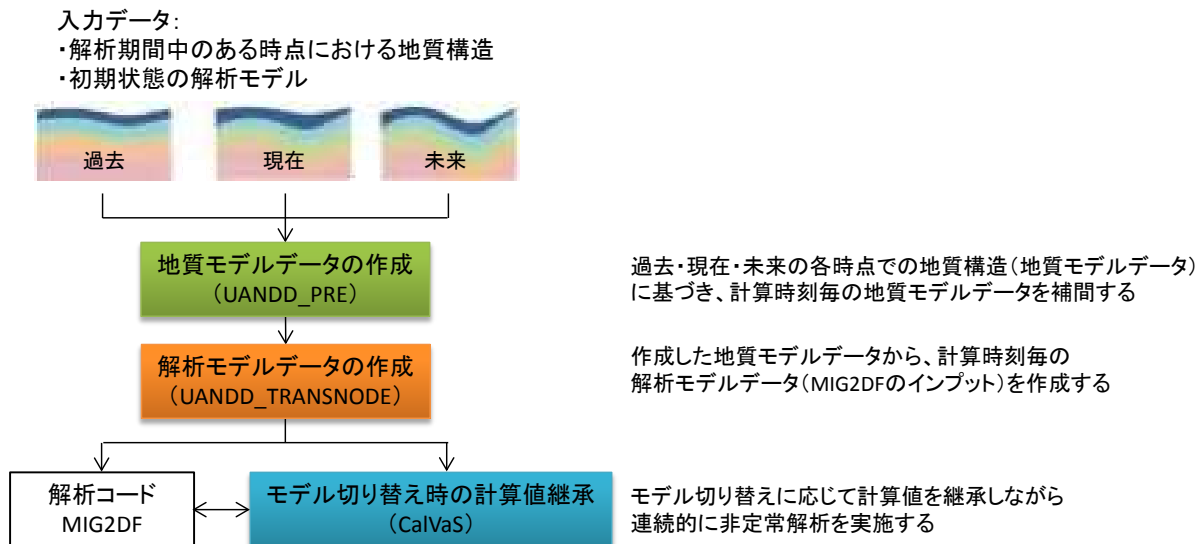 入力データ:
・解析期間中のある時点における地質構造
・初期状態の解析モデル
過去
現在
未来
地質モデルデータの作成
（UANDD_PRE）
過去・現在・未来の各時点での地質構造（地質モデルデータ）
に基づき、計算時刻毎の地質モデルデータを補間する
解析モデルデータの作成
（UANDD_TRANSNODE）
作成した地質モデルデータから、計算時刻毎の
解析モデルデータ（MIG2DFのインプット）を作成する
解析コード
MIG2DF
モデル切り替え時の計算値継承
（CalVaS）
モデル切り替えに応じて計算値を継承しながら
連続的に非定常解析を実施する